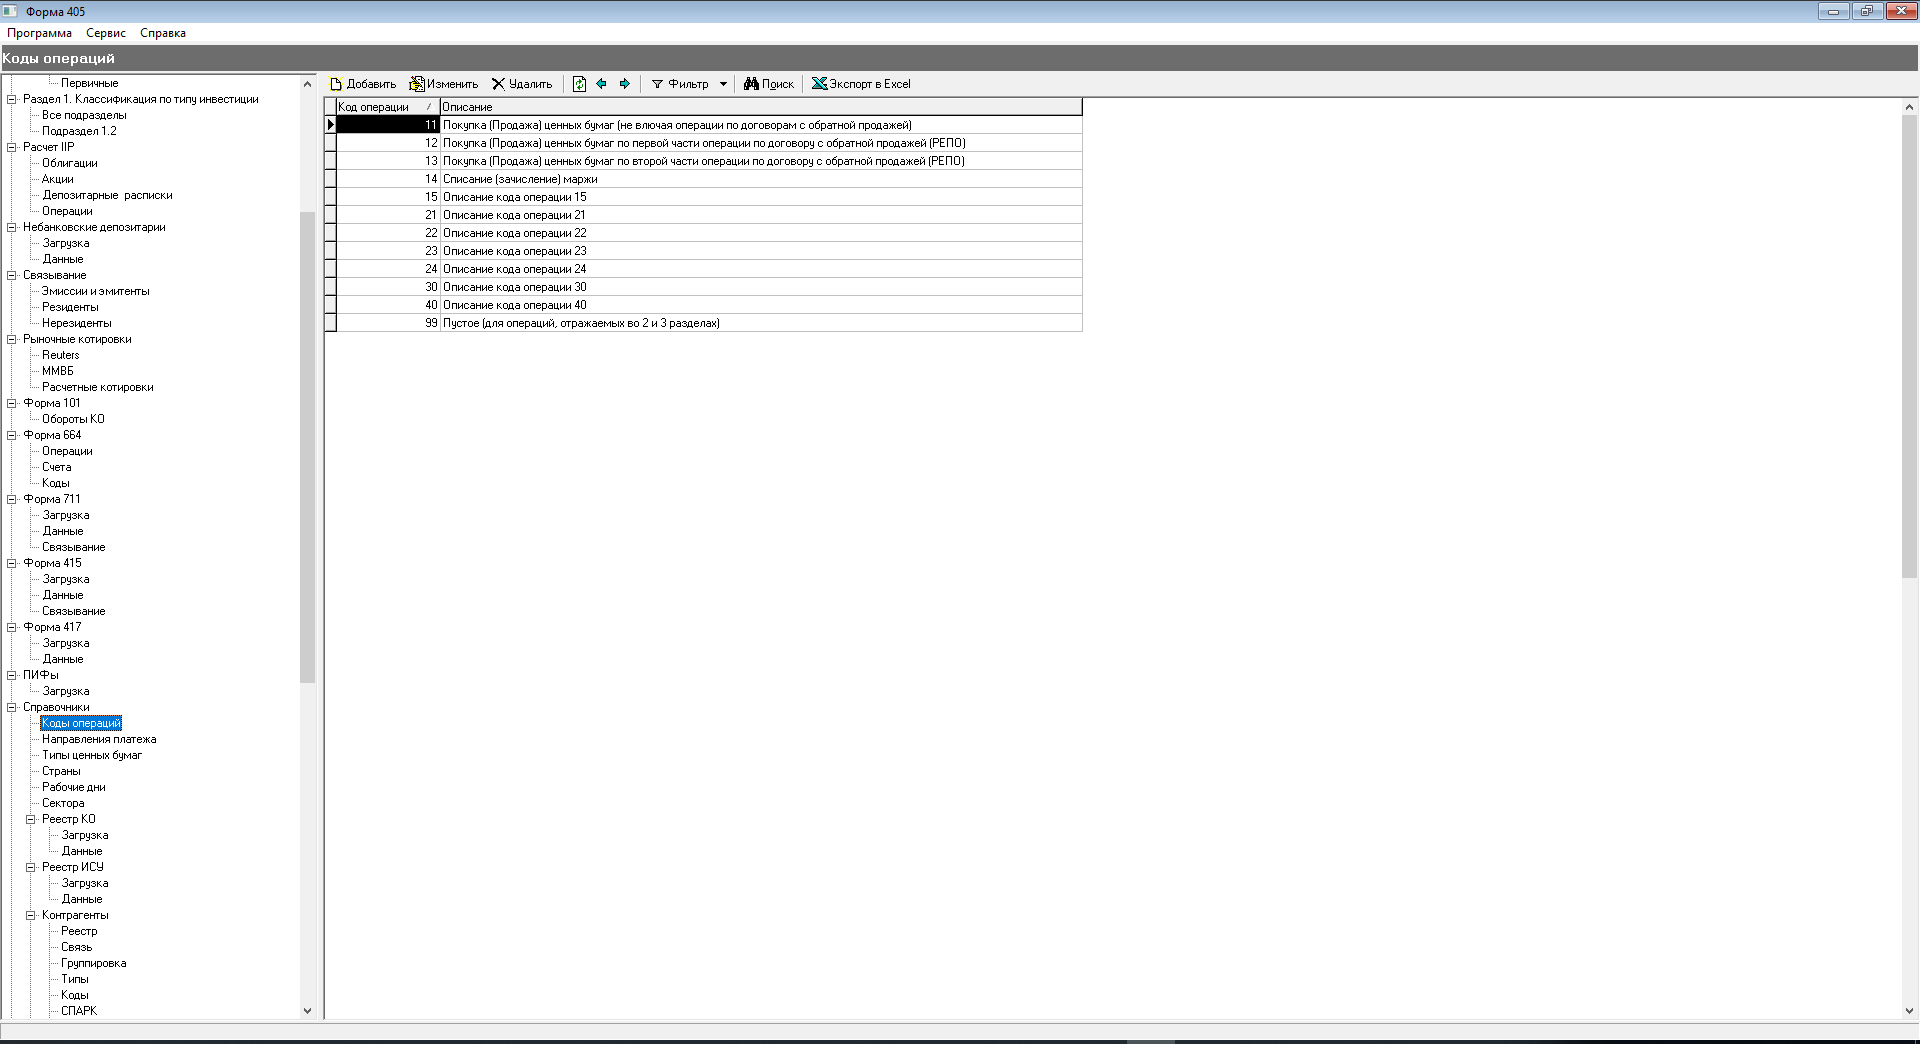 Форма 405
Программа Сервис Справка
Коды операций
Первичные
Раздел 1. Классификация по типу инвестиции
Все подразделы
Подраздел 1.2
Расчет IIP
Облигации
Акции
Депозитарные расписки
Операции
Небанковские депозитарии
Загрузка
Данные
Связывание
Эмиссии и эмитенты
Резиденты
Нерезиденты
Рыночные котировки
Reuters
ММВБ
Расчетные котировки
Форма 101
Обороты КО
Форма 664
Операции
Счета
Коды
Форма 711
Загрузка
Данные
Связывание
Форма 415
Загрузка
Данные
Связывание
Форма 417
Загрузка
Данные
ПИФы
Загрузка
Справочники
Коды операций
Направления платежа
Типы ценных бумаг
Страны
Рабочие дни
Сектора
Реестр КО
Загрузка
Данные
Реестр ИСУ
Загрузка
Данные
Контрагенты
Реестр
Связь
Группировка
Типы
Коды
СПАРК
Добавить Изменить Удалить Фильтр Поиск Экспорт в Excel
Код операции Описание
11 Покупка (Продажа) ценных бумаг (не влючая операции по договорам с обратной продажей)
12 Покупка (Продажа) ценных бумаг по первой части операции по договору с обратной продажей (РЕПО)
13 Покупка (Продажа) ценных бумаг по второй части операции по договору с обратной продажей (РЕПО)
14 Списание (зачисление) маржи
15 Описание кода операции 15
21 Описание кода операции 21
22 Описание кода операции 22
23 Описание кода операции 23
24 Описание кода операции 24
30 Описание кода операции 30
40 Описание кода операции 40
99 Пустое (для операций, отражаемых во 2 и 3 разделах)